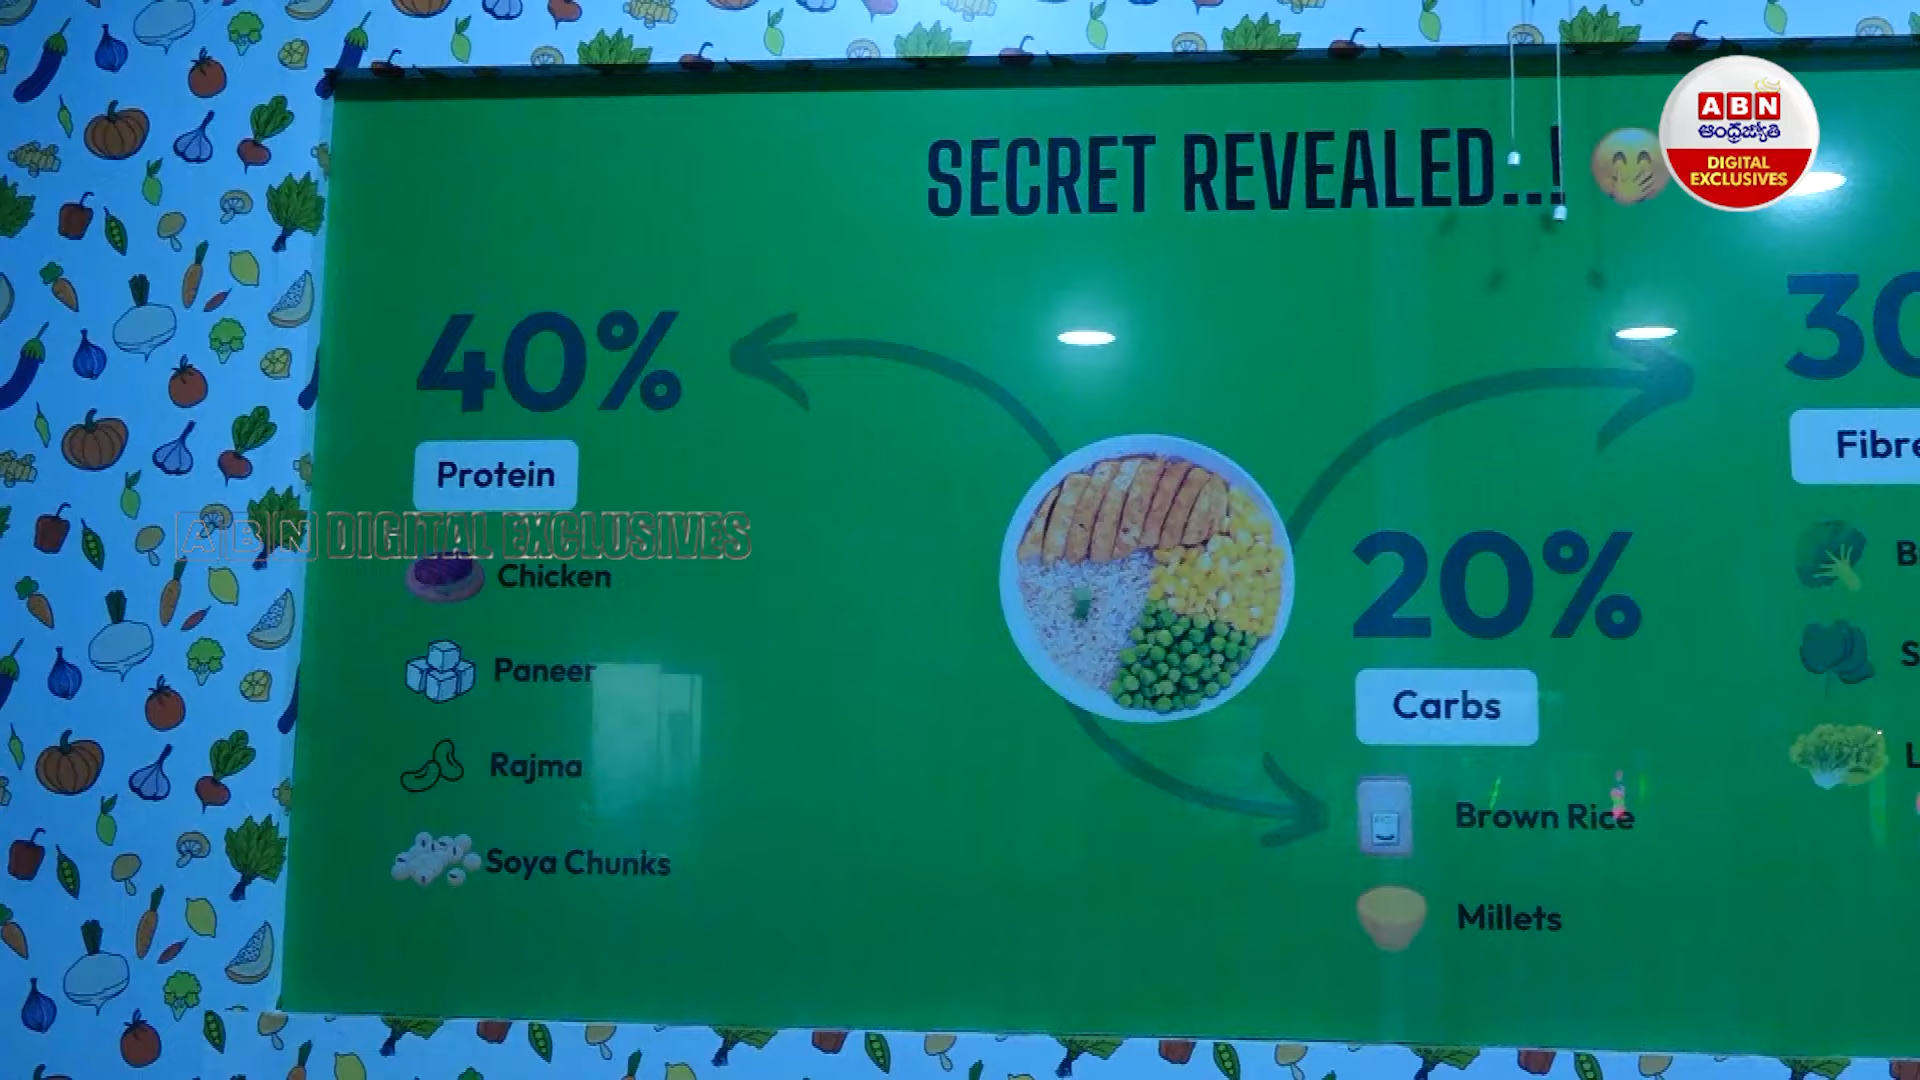 SECRET REVEALED..!
ABN
ఆంధ్రజ్యోతి
DIGITAL
EXCLUSIVES
40%
Protein
ABN DIGITAL EXCLUSIVES
Chicken
Paneer
Rajma
Soya Chunks
20%
Carbs
Brown Rice
Millets
30
Fibre
B
S
L